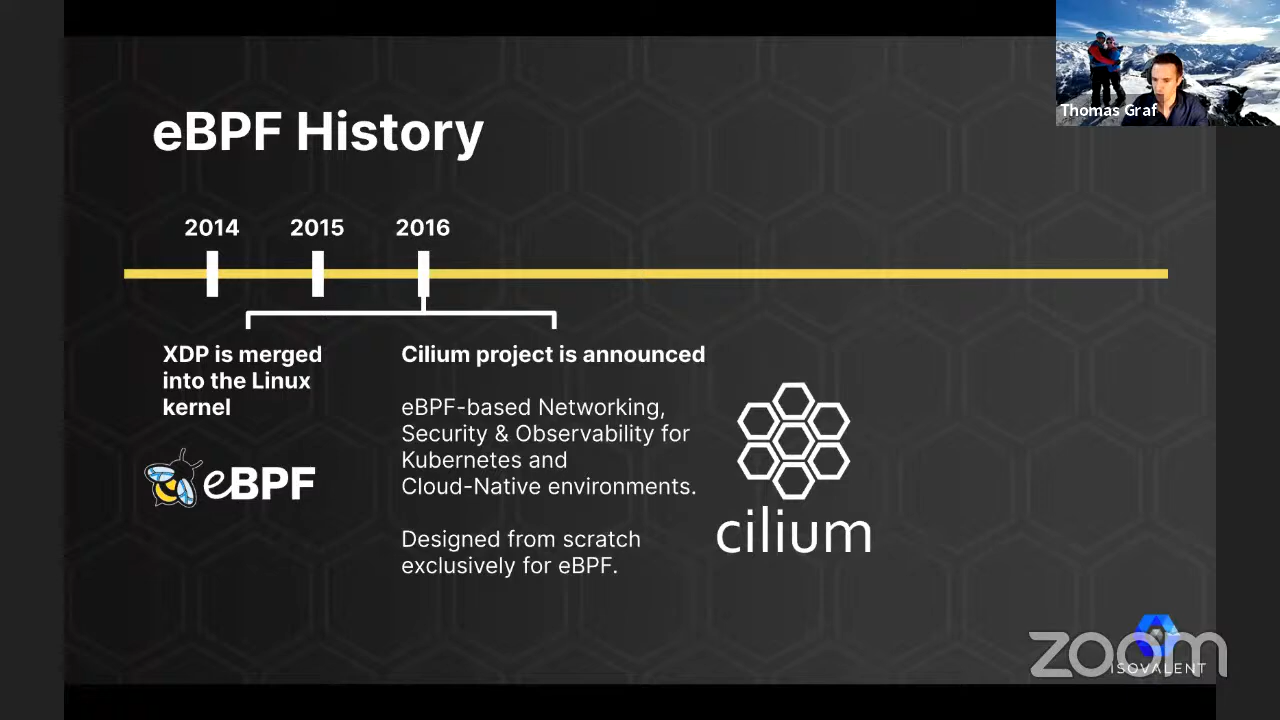 Thomas Graf
eBPF History
2014 2015 2016
XDP is merged
into the Linux
kernel
eBPF
Cilium project is announced
eBPF-based Networking,
Security & Observability for
Kubernetes and
Cloud-Native environments.
Designed from scratch
exclusively for eBPF.
cilium
zoom
ISOVALENT